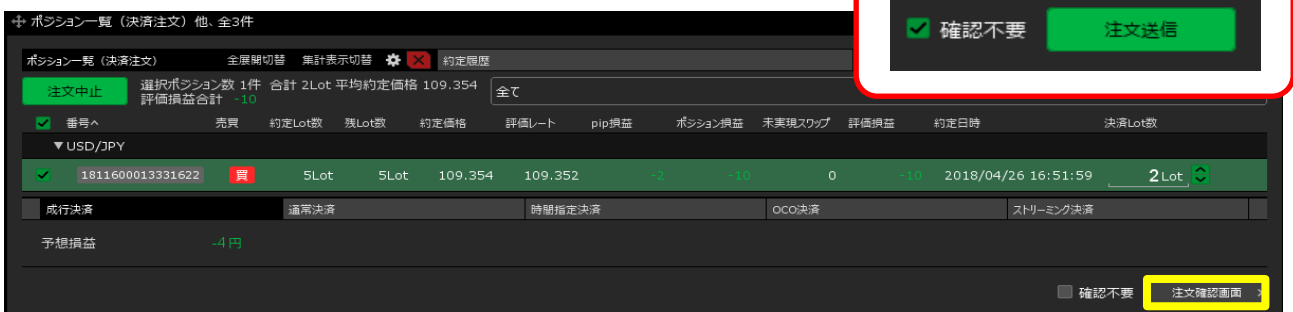 ポジション一覧（決済注文）他、全3件
確認不要 注文送信
ポジション一覧（決済注文） 全展開切替 集計表示切替 約定履歴
注文中止 選択ポジション数 1件 合計 2Lot 平均約定価格 109.354 全て
評価損益合計 -10
番号へ 売買 約定Lot数 残Lot数 約定価格 評価レート pip損益 ポジション損益 未実現スワップ 評価損益 約定日時 決済Lot数
▼USD/JPY
1811600013331622 買 5Lot 5Lot 109.354 109.352 -2 -10 0 -10 2018/04/26 16:51:59 2 Lot
成行決済 通常決済 時間指定決済 OCO決済 ストリーミング決済
予想損益 -4円
確認不要 注文確認画面